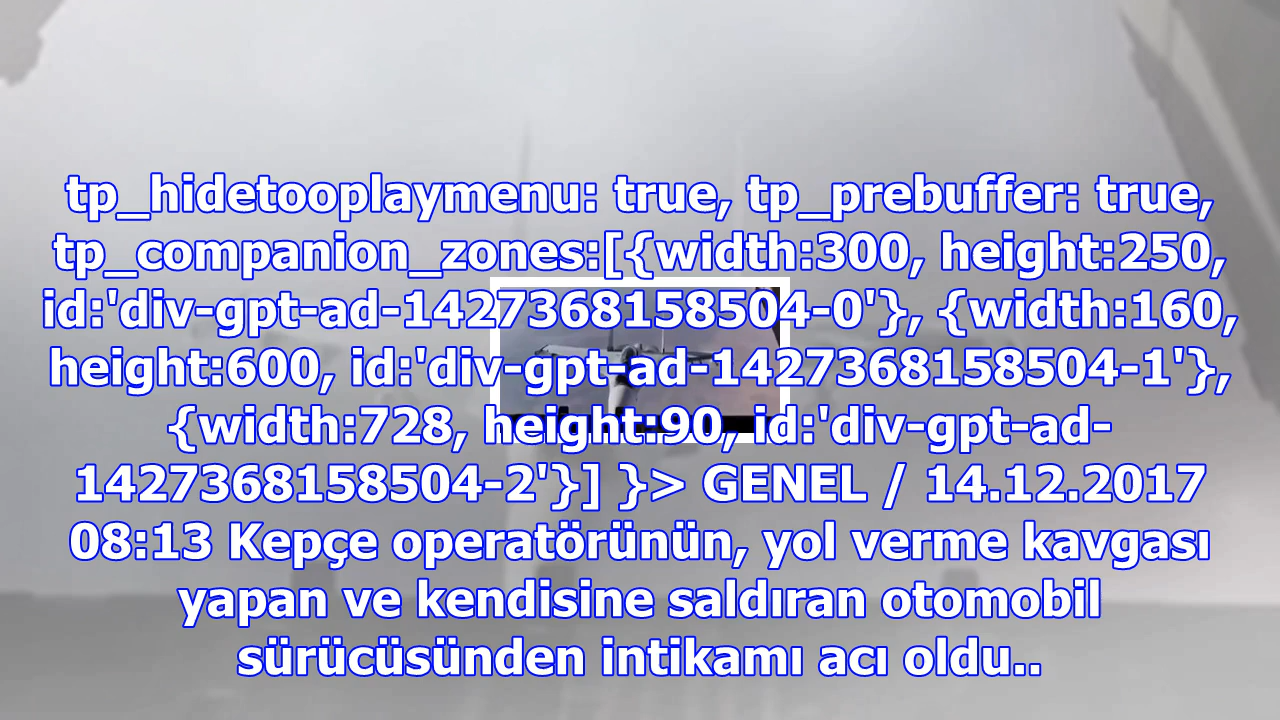 tp_hidetooplaymenu: true, tp_prebuffer: true,
tp_companion_zones:[{width:300, height:250,
id:'div-gpt-ad-1427368158504-0'}, {width:160,
height:600, id:'div-gpt-ad-1427368158504-1'},
{width:728, height:90, id:'div-gpt-ad-
1427368158504-2'}] }> GENEL / 14.12.2017
08:13 Kepçe operatörünün, yol verme kavgası
yapan ve kendisine saldıran otomobil
sürücüsünden intikamı acı oldu..